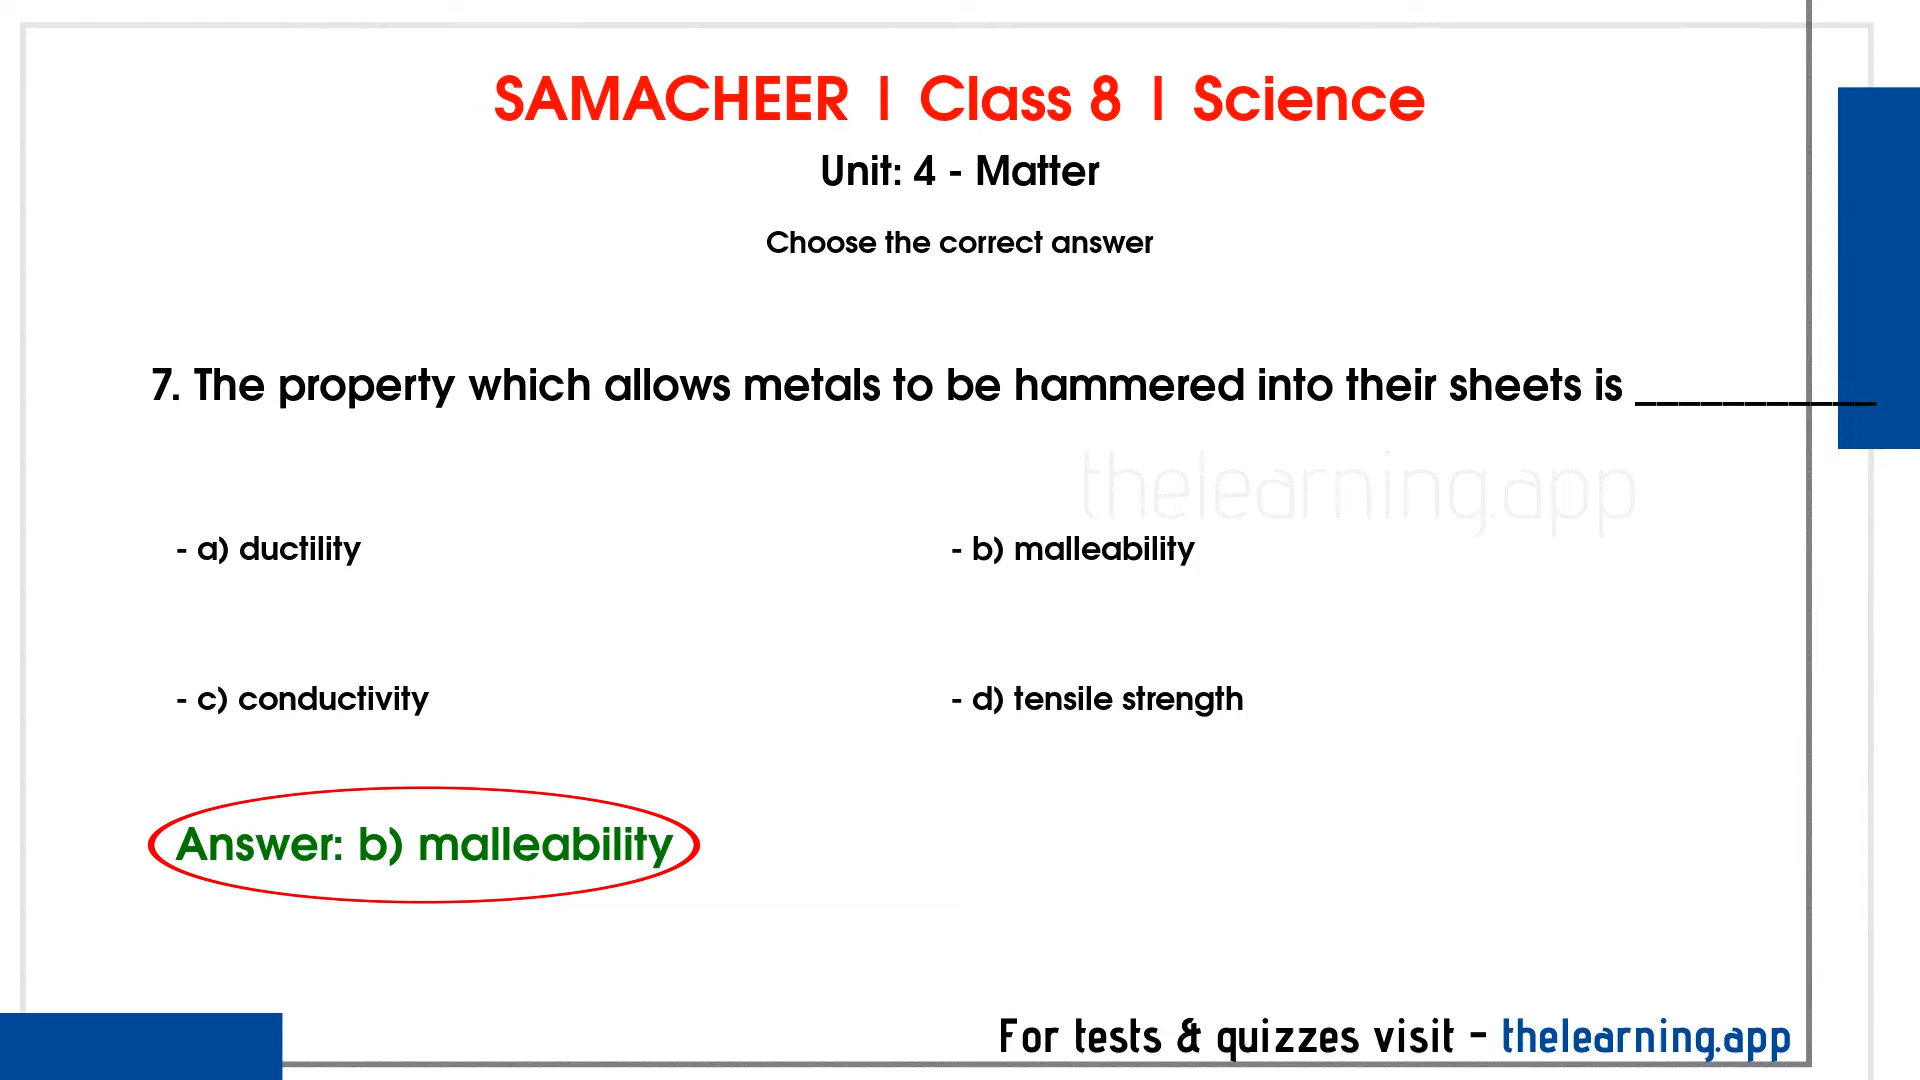 SAMACHEER | Class 8 | Science
Unit: 4 - Matter
Choose the correct answer
7. The property which allows metals to be hammered into their sheets is ___________
thelearning.app
- a) ductility
- b) malleability
- c) conductivity
- d) tensile strength
Answer: b) malleability
For tests & quizzes visit - thelearning.app